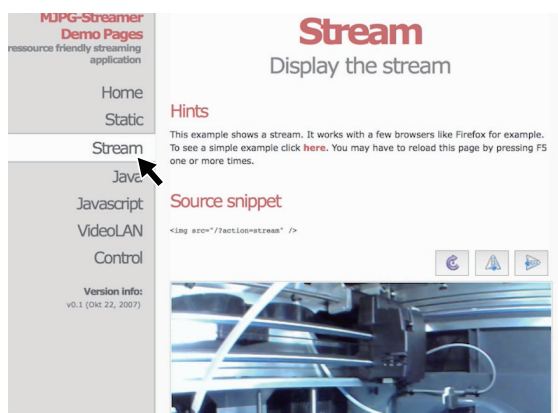 MJPG-Streamer
Demo Pages
ressource friendly streaming
application
Home
Static
Stream
Java
Javascript
VideoLAN
Control
Version info:
v0.1 (Okt 22, 2007)
Stream
Display the stream
Hints
This example shows a stream. It works with a few browsers like Firefox for example.
To see a simple example click here. You may have to reload this page by pressing F5
one or more times.
Source snippet
<img src="/?action=stream" />